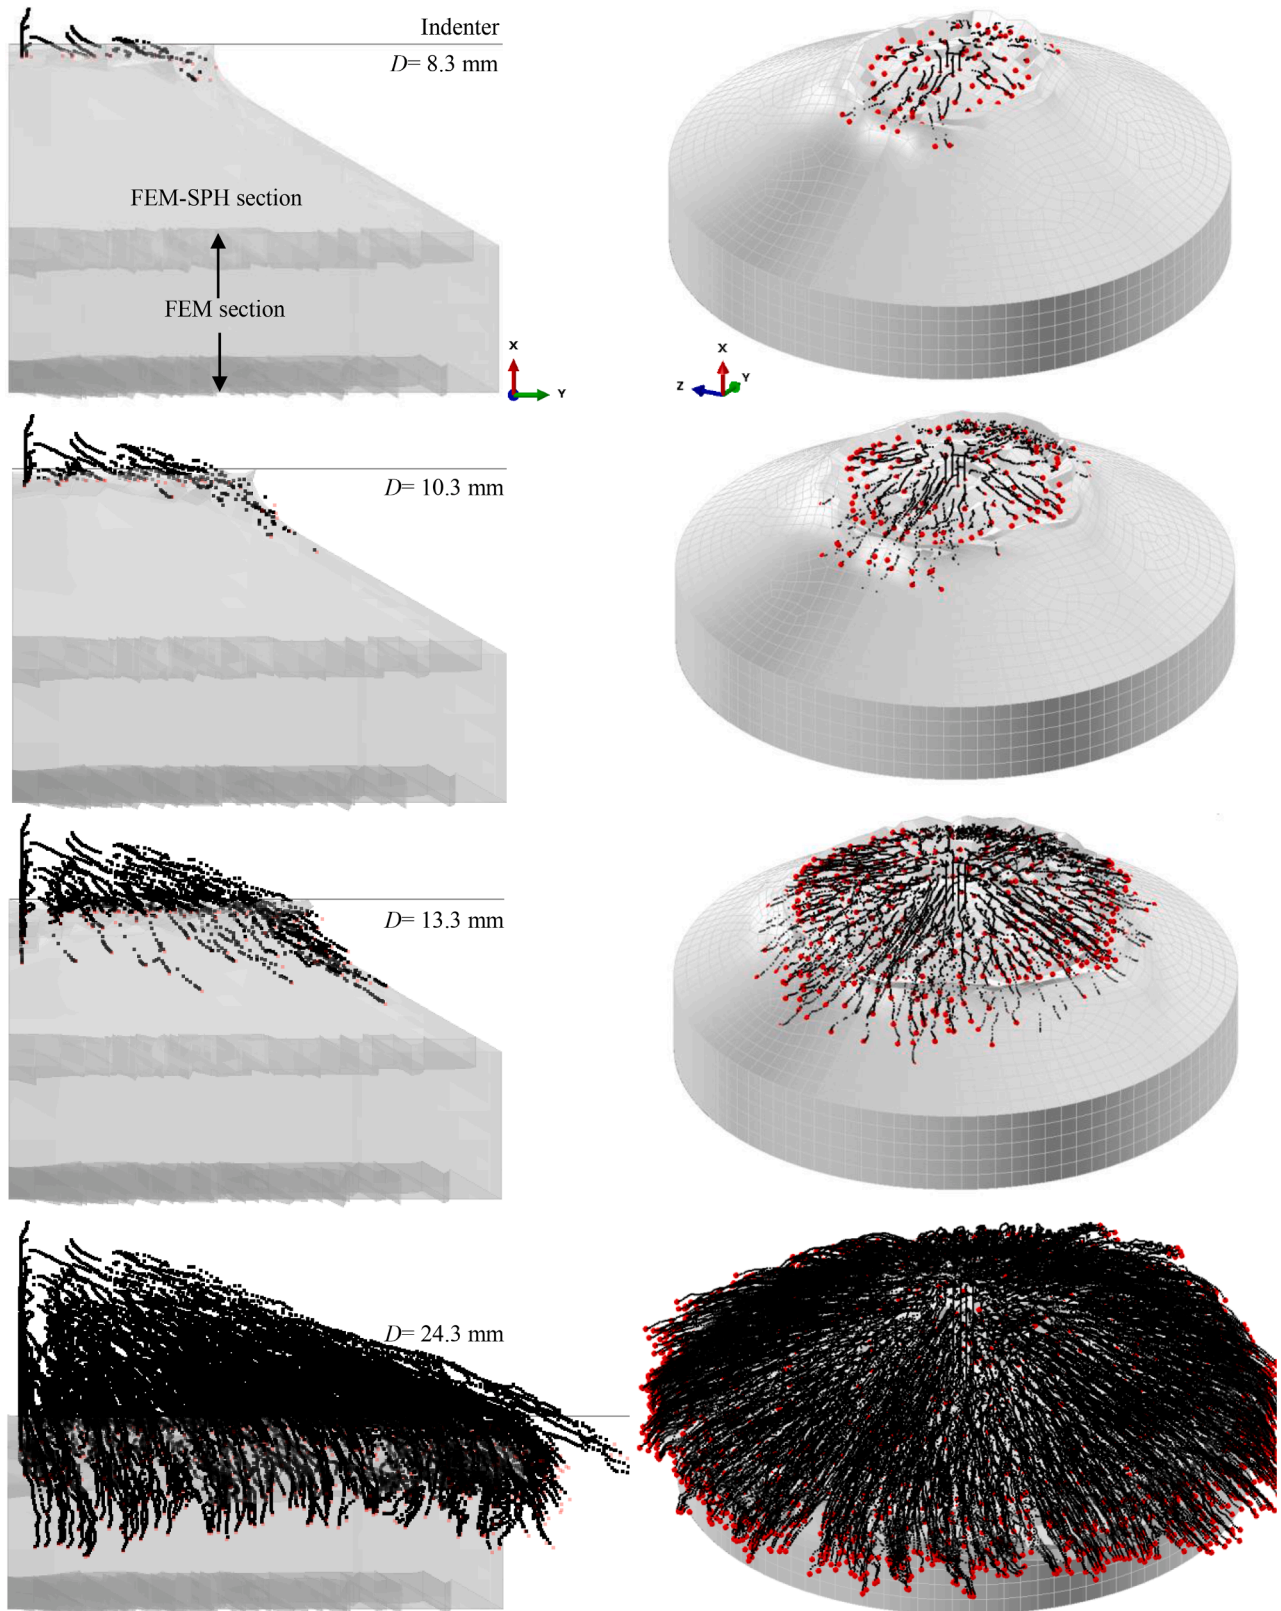 Indenter
D= 8.3 mm
FEM-SPH section
FEM section
X
Y
X
Y
Z
D= 10.3 mm
D= 13.3 mm
D= 24.3 mm